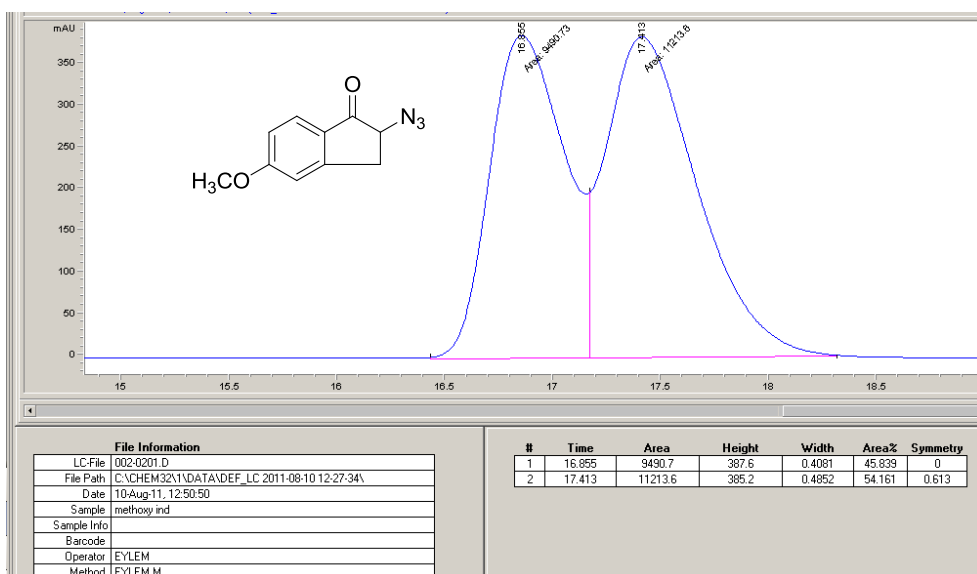 mAU
350
300
250
200
150
100
50
0
16.855
Area: 9490.73
17.413
Area: 11213.6
O
N3
H3CO
15 15.5 16 16.5 17 17.5 18 18.5
File Information
LC-File 002-0201.D
File Path C:\CHEM32\1\DATA\DEF_LC 2011-08-10 12-27-34\
Date 10-Aug-11, 12:50:50
Sample methoxy ind
Sample Info
Barcode
Operator EYLEM
Method EYLEM.M
# Time Area Height Width Area% Symmetry
1 16.855 9490.7 387.6 0.4081 45.839 0
2 17.413 11213.6 385.2 0.4852 54.161 0.613